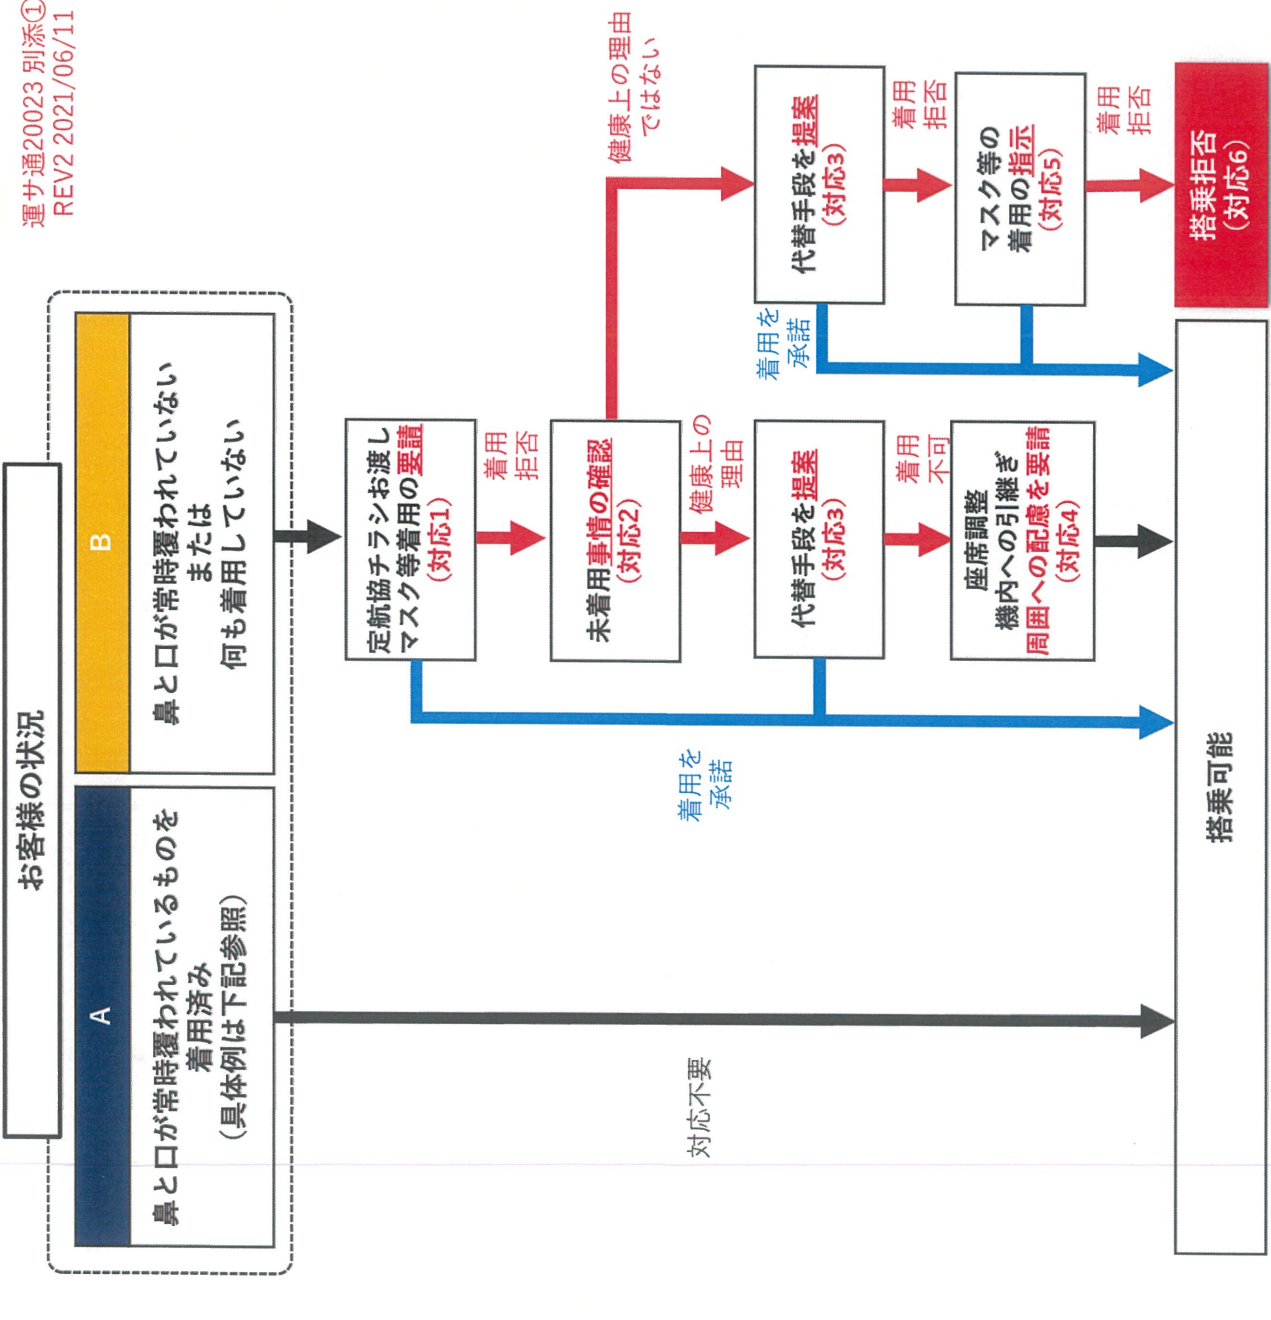 運サ通20023 別添①
REV2 2021/06/11
お客様の状況
A
鼻と口が常時覆われているものを
着用済み
（具体例は下記参照）
B
鼻と口が常時覆われていない
または
何も着用していない
定航協チラシお渡し
マスク等着用の要請
（対応1）
着用
拒否
未着用事情の確認
（対応2）
健康上の理由
ではない
健康上の
理由
着用を
承諾
対応不要
代替手段を提案
（対応3）
着用
不可
座席調整
機内への引継ぎ
周囲への配慮を要請
（対応4）
代替手段を提案
（対応3）
着用を
承諾
着用
拒否
マスク等の
着用の指示
（対応5）
着用
拒否
搭乗可能
搭乗拒否
（対応6）